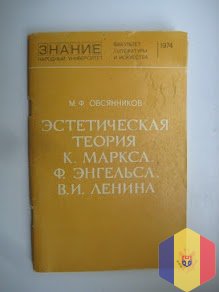 ЗНАНИЕ
НАРОДНЫЙ УНИВЕРСИТЕТ
ФАКУЛЬТЕТ
ЛИТЕРАТУРЫ
И ИСКУССТВА
1974
М.Ф. ОВСЯННИКОВ
ЭСТЕТИЧЕСКАЯ
ТЕОРИЯ
К. МАРКСА,
Ф. ЭНГЕЛЬСА,
В.И. ЛЕНИНА